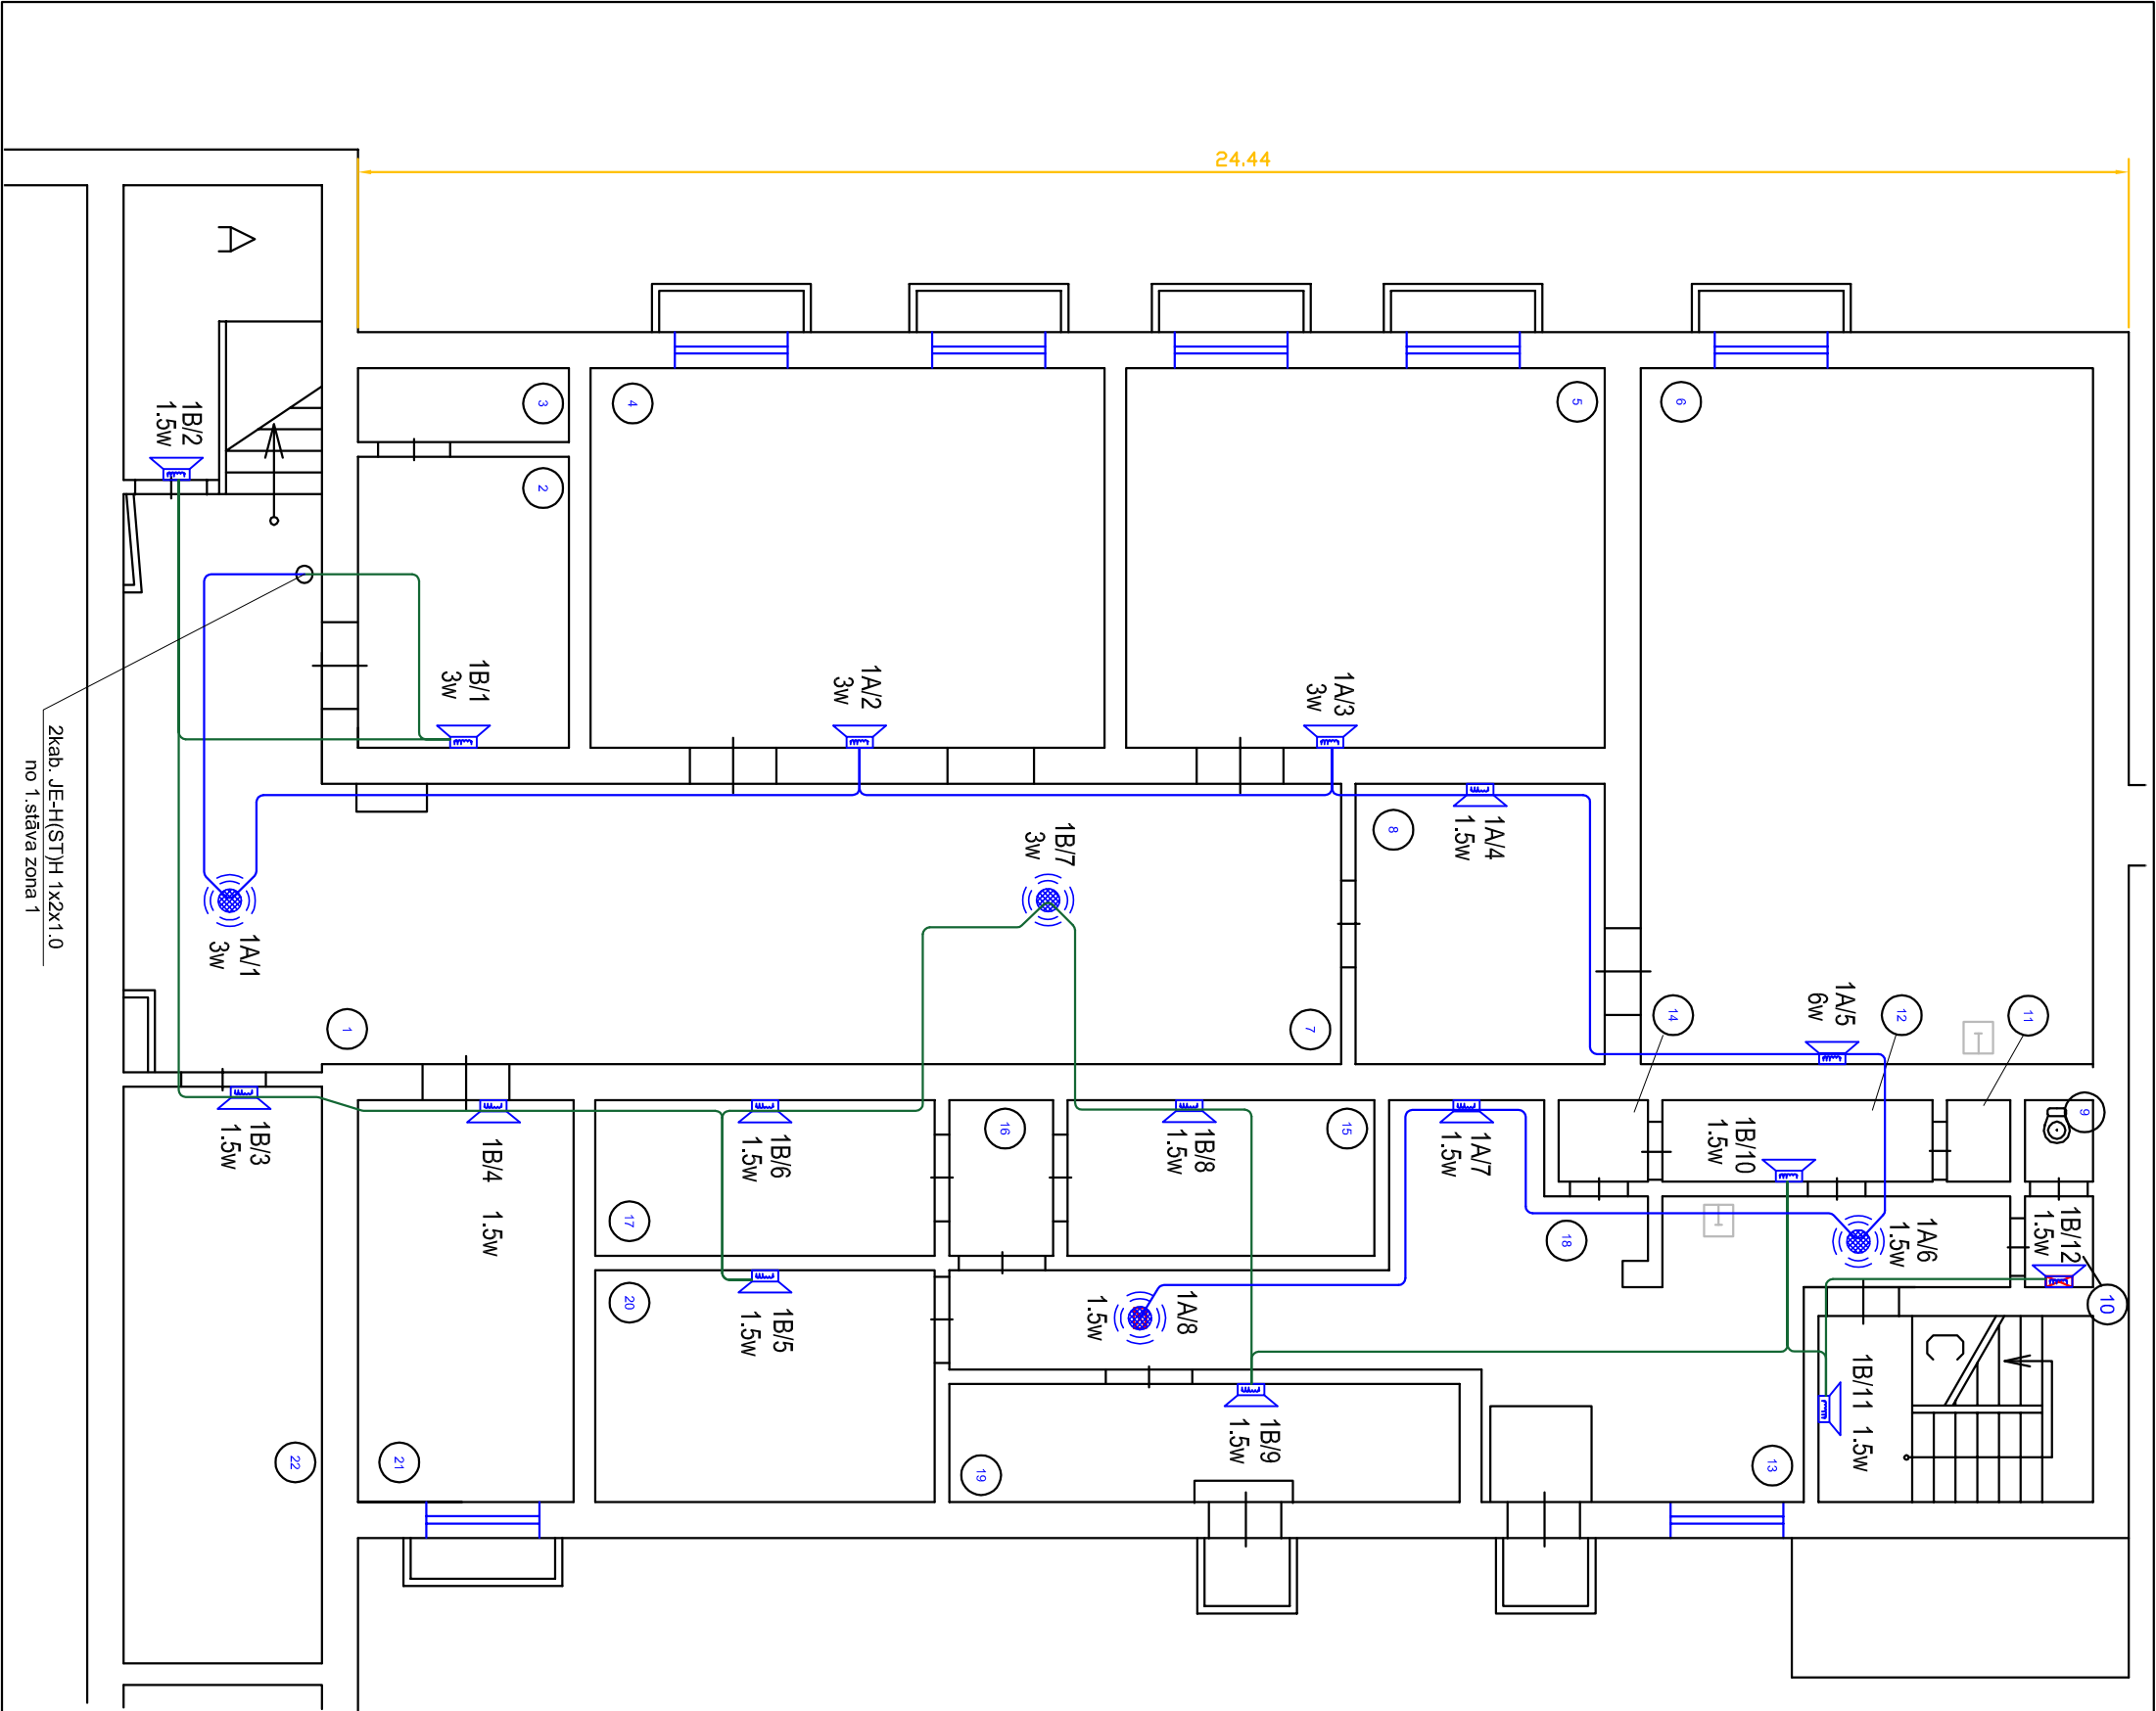 24.44
A
1B/2
1.5w
3
4
5
6
2
1B/1
3w
1A/2
3w
1A/3
3w
2kab. JE-H(ST)H 1x2x1.0
no 1.stāva zona 1
1A/1
3w
1B/7
3w
8
1A/4
1.5w
1
7
14
1A/5
6w
12
11
1B/3
1.5w
1B/4 1.5w
1B/6
1.5w
17
16
1B/8
1.5w
15
1A/7
1.5w
1B/10
1.5w
9
18
1A/6
1.5w
1B/12
1.5w
10
20
1B/5
1.5w
1A/8
1.5w
C
1B/11 1.5w
22
21
19
1B/9
1.5w
13